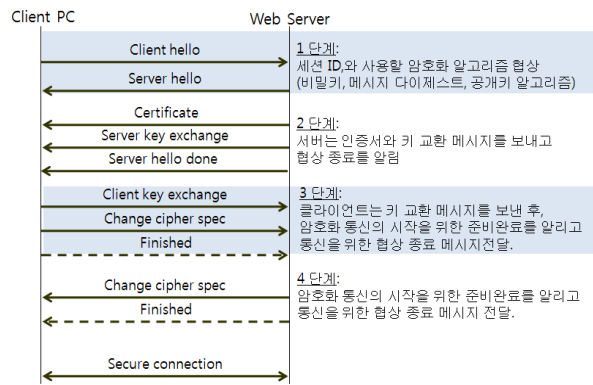 Client PC
Web Server
Client hello
Server hello
1 단계:
세션 ID,와 사용할 암호화 알고리즘 협상
(비밀키, 메시지 다이제스트, 공개키 알고리즘)
Certificate
Server key exchange
Server hello done
2 단계:
서버는 인증서와 키 교환 메시지를 보내고
협상 종료를 알림
Client key exchange
Change cipher spec
Finished
3 단계:
클라이언트는 키 교환 메시지를 보낸 후,
암호화 통신의 시작을 위한 준비완료를 알리고
통신을 위한 협상 종료 메시지전달.
Change cipher spec
Finished
4 단계:
암호화 통신의 시작을 위한 준비완료를 알리고
통신을 위한 협상 종료 메시지 전달.
Secure connection